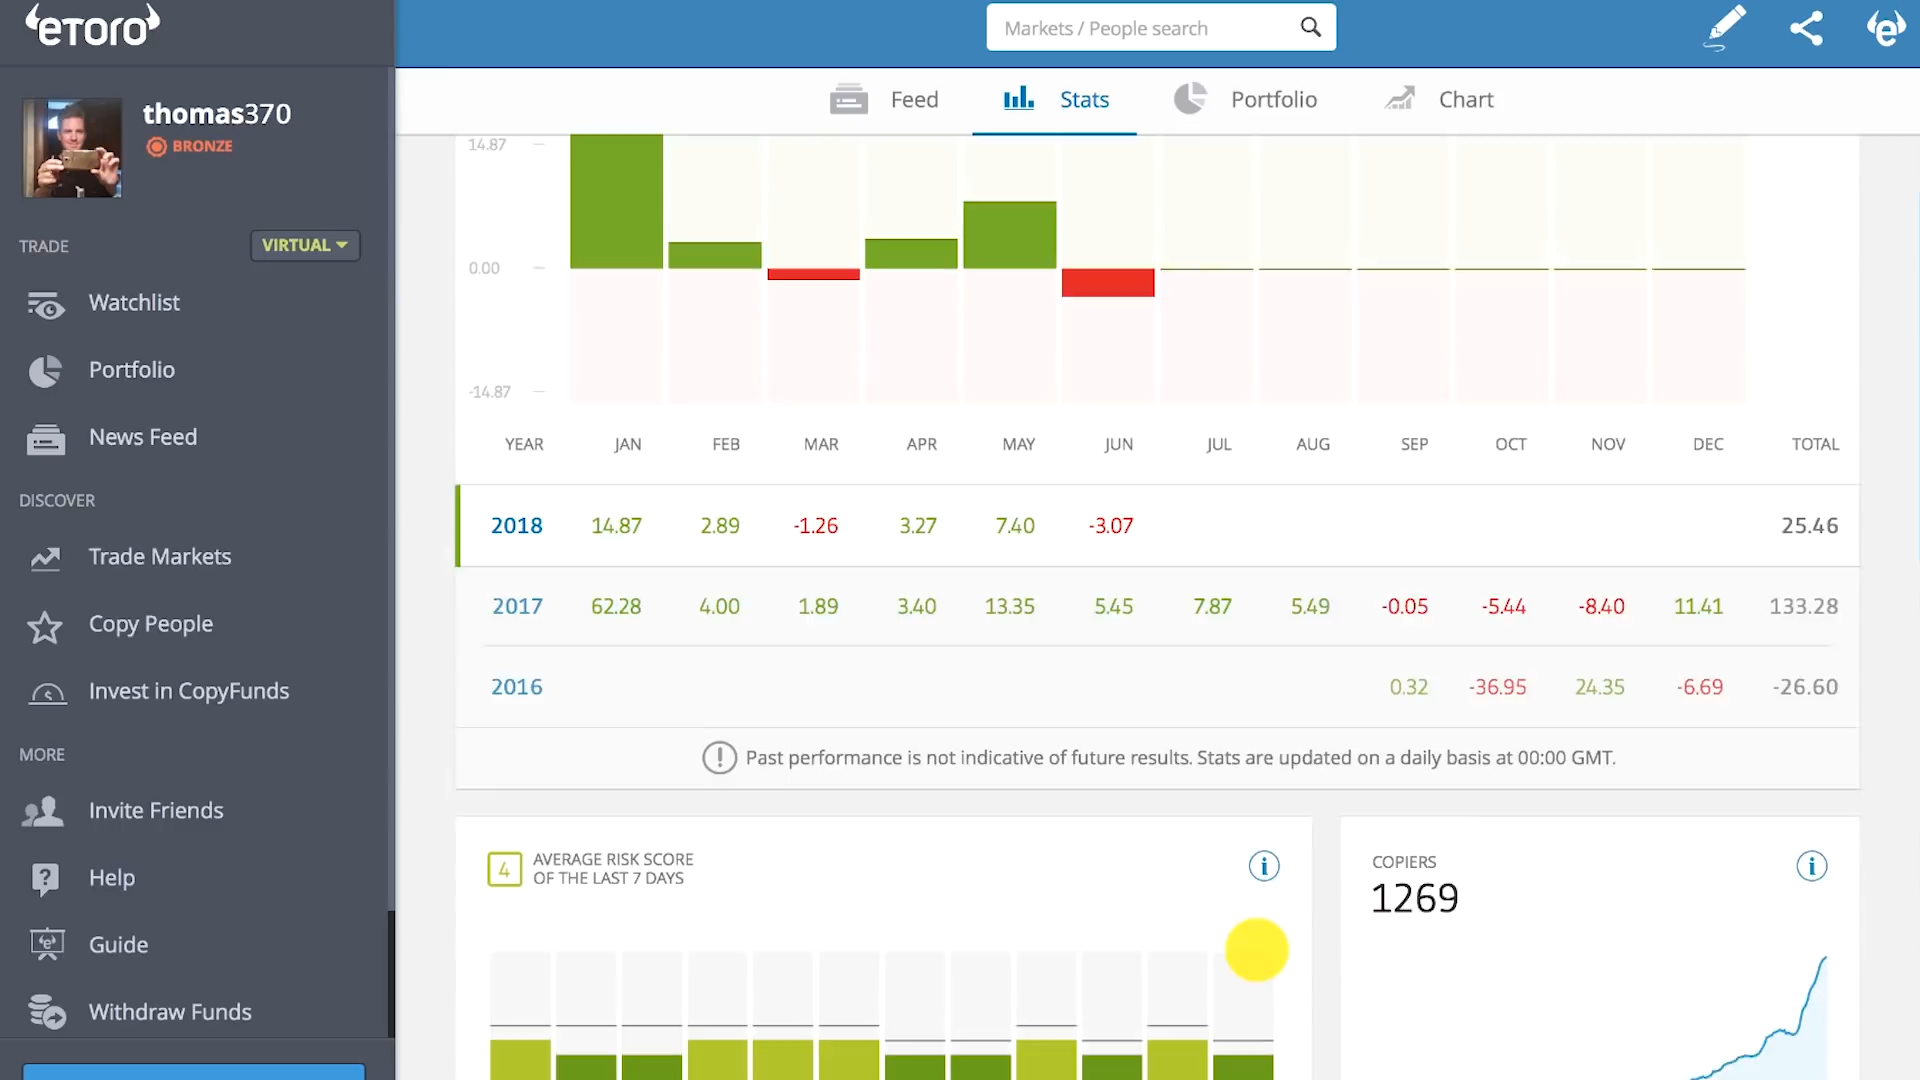 eToro
Markets / People search
thomas370
BRONZE
TRADE
VIRTUAL
Watchlist
Portfolio
News Feed
DISCOVER
Trade Markets
Copy People
Invest in CopyFunds
MORE
Invite Friends
Help
Guide
Withdraw Funds
Feed Stats Portfolio Chart
14.87
0.00
-14.87
YEAR JAN FEB MAR APR MAY JUN JUL AUG SEP OCT NOV DEC TOTAL
2018 14.87 2.89 -1.26 3.27 7.40 -3.07 25.46
2017 62.28 4.00 1.89 3.40 13.35 5.45 7.87 5.49 -0.05 -5.44 -8.40 11.41 133.28
2016 0.32 -36.95 24.35 -6.69 -26.60
Past performance is not indicative of future results. Stats are updated on a daily basis at 00:00 GMT.
4 AVERAGE RISK SCORE
OF THE LAST 7 DAYS
COPIERS
1269